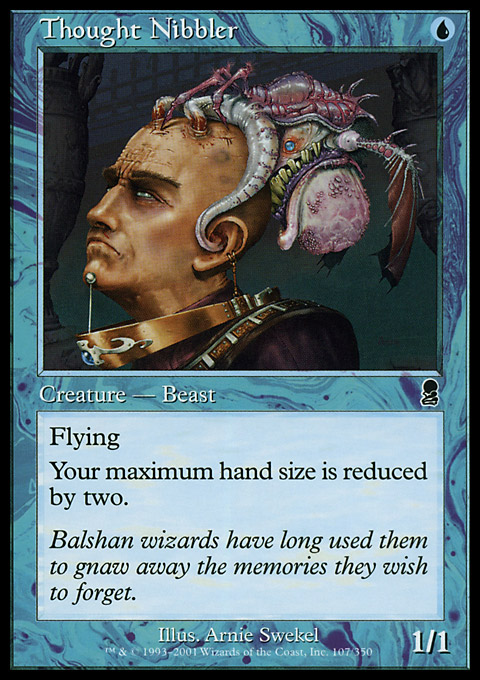 Thought Nibbler
Creature — Beast
Flying
Your maximum hand size is reduced
by two.
Balshan wizards have long used them
to gnaw away the memories they wish
to forget.
Illus. Arnie Swekel
1/1
™ & © 1993–2001 Wizards of the Coast, Inc. 107/350